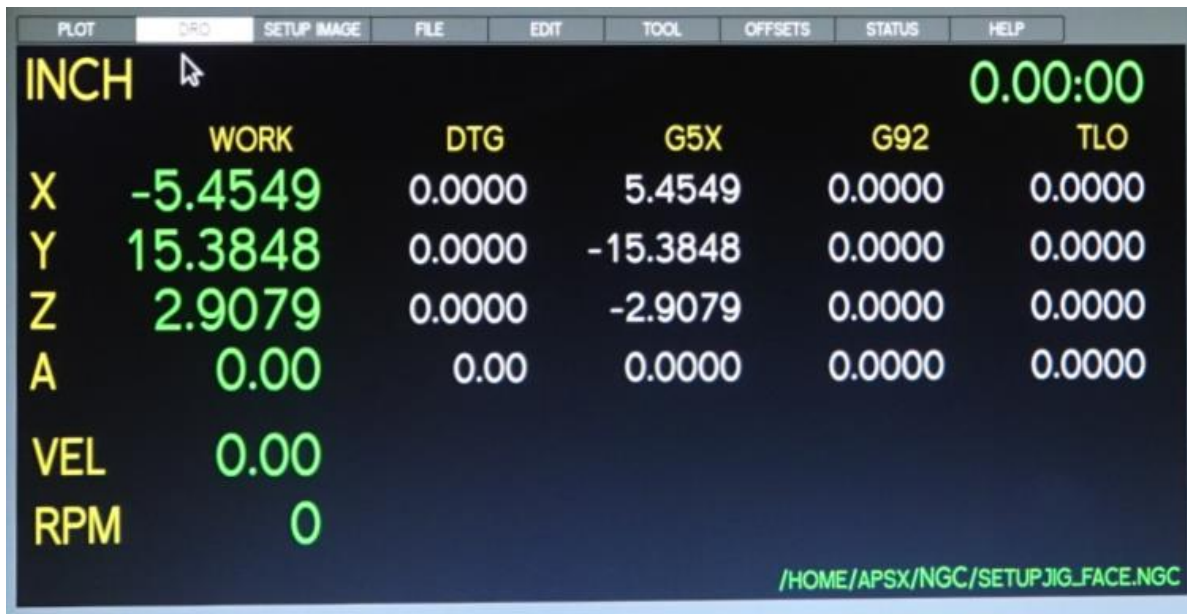 PLOT DRO SETUP IMAGE FILE EDIT TOOL OFFSETS STATUS HELP
INCH 0.00:00
WORK DTG G5X G92 TLO
X -5.4549 0.0000 5.4549 0.0000 0.0000
Y 15.3848 0.0000 -15.3848 0.0000 0.0000
Z 2.9079 0.0000 -2.9079 0.0000 0.0000
A 0.00 0.00 0.0000 0.0000 0.0000
VEL 0.00
RPM 0
/HOME/APSX/NGC/SETUPJIG_FACE.NGC